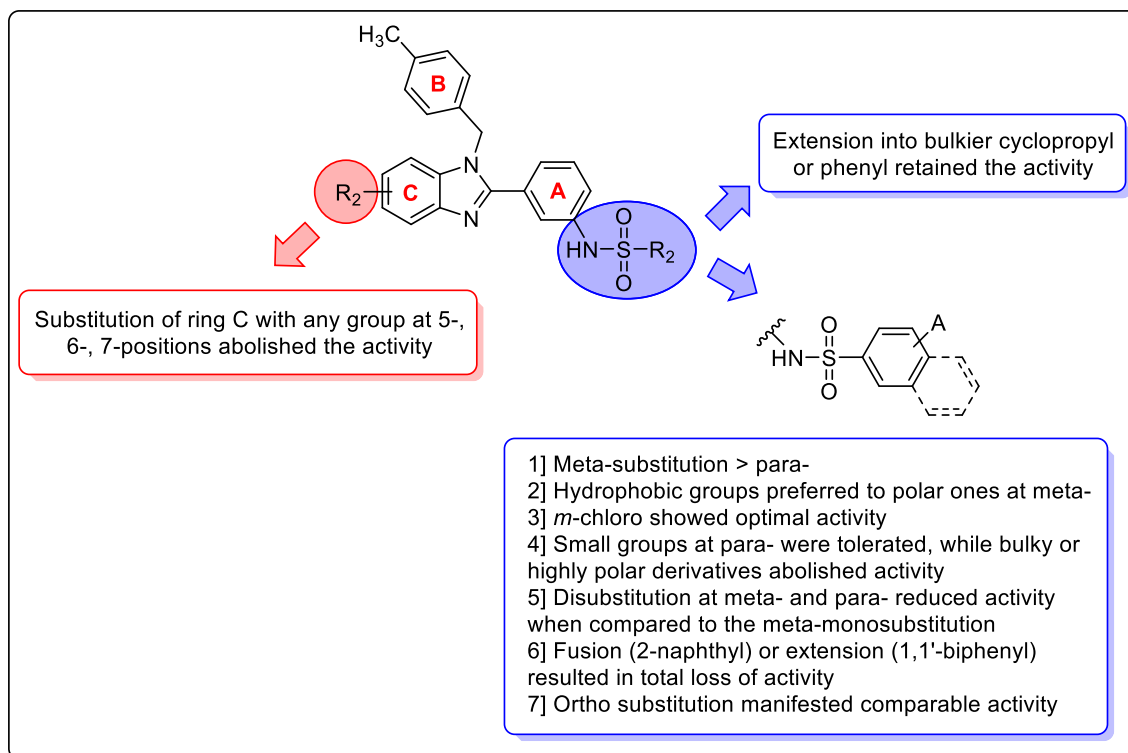 H3C
B
N
N
C
A
R2
HN
S
O
O
R2
Extension into bulkier cyclopropyl
or phenyl retained the activity
Substitution of ring C with any group at 5-,
6-, 7-positions abolished the activity
HN
S
O
O
A
1] Meta-substitution > para-
2] Hydrophobic groups preferred to polar ones at meta-
3] m-chloro showed optimal activity
4] Small groups at para- were tolerated, while bulky or
highly polar derivatives abolished activity
5] Disubstitution at meta- and para- reduced activity
when compared to the meta-monosubstitution
6] Fusion (2-naphthyl) or extension (1,1'-biphenyl)
resulted in total loss of activity
7] Ortho substitution manifested comparable activity